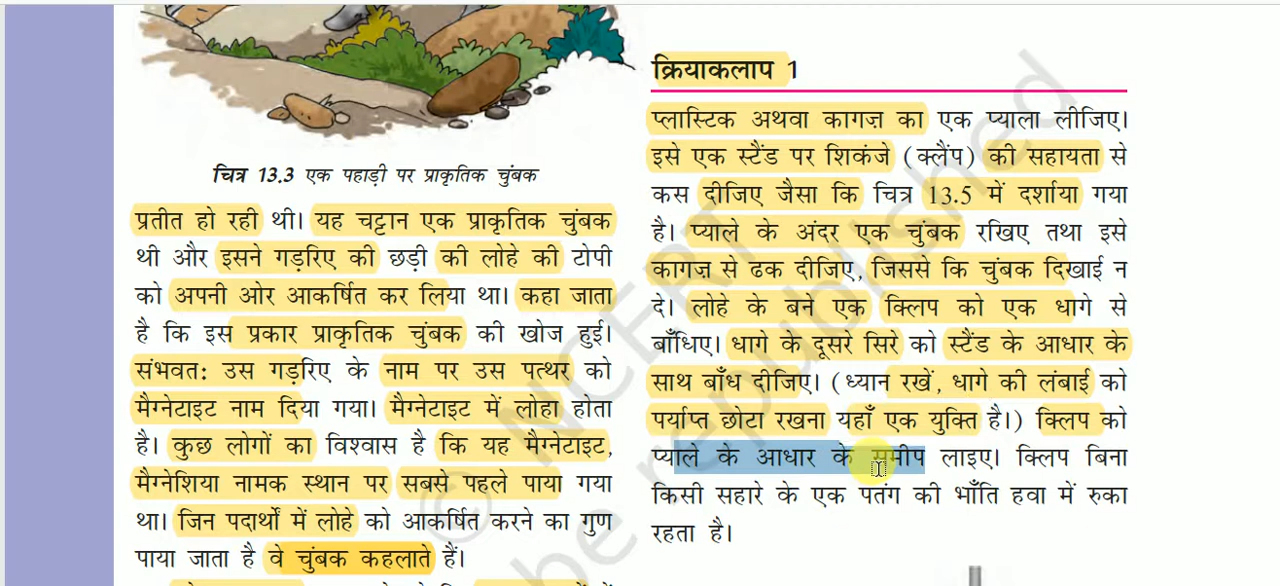 चित्र 13.3 एक पहाड़ी पर प्राकृतिक चुंबक
प्रतीत हो रही थी। यह चट्टान एक प्राकृतिक चुंबक
थी और इसने गड़रिए की छड़ी की लोहे की टोपी
को अपनी ओर आकर्षित कर लिया था। कहा जाता
है कि इस प्रकार प्राकृतिक चुंबक की खोज हुई।
संभवत: उस गड़रिए के नाम पर उस पत्थर को
मैग्नेटाइट नाम दिया गया। मैग्नेटाइट में लोहा होता
है। कुछ लोगों का विश्वास है कि यह मैग्नेटाइट,
मैग्नेशिया नामक स्थान पर सबसे पहले पाया गया
था। जिन पदार्थों में लोहे को आकर्षित करने का गुण
पाया जाता है वे चुंबक कहलाते हैं।
क्रियाकलाप 1
प्लास्टिक अथवा कागज़ का एक प्याला लीजिए।
इसे एक स्टैंड पर शिकंजे (क्लैंप) की सहायता से
कस दीजिए जैसा कि चित्र 13.5 में दर्शाया गया
है। प्याले के अंदर एक चुंबक रखिए तथा इसे
कागज़ से ढक दीजिए, जिससे कि चुंबक दिखाई न
दे। लोहे के बने एक क्लिप को एक धागे से
बाँधिए। धागे के दूसरे सिरे को स्टैंड के आधार के
साथ बाँध दीजिए। (ध्यान रखें, धागे की लंबाई को
पर्याप्त छोटा रखना यहाँ एक युक्ति है।) क्लिप को
प्याले के आधार के समीप लाइए। क्लिप बिना
किसी सहारे के एक पतंग की भाँति हवा में रुका
रहता है।
© NCERT
be republished